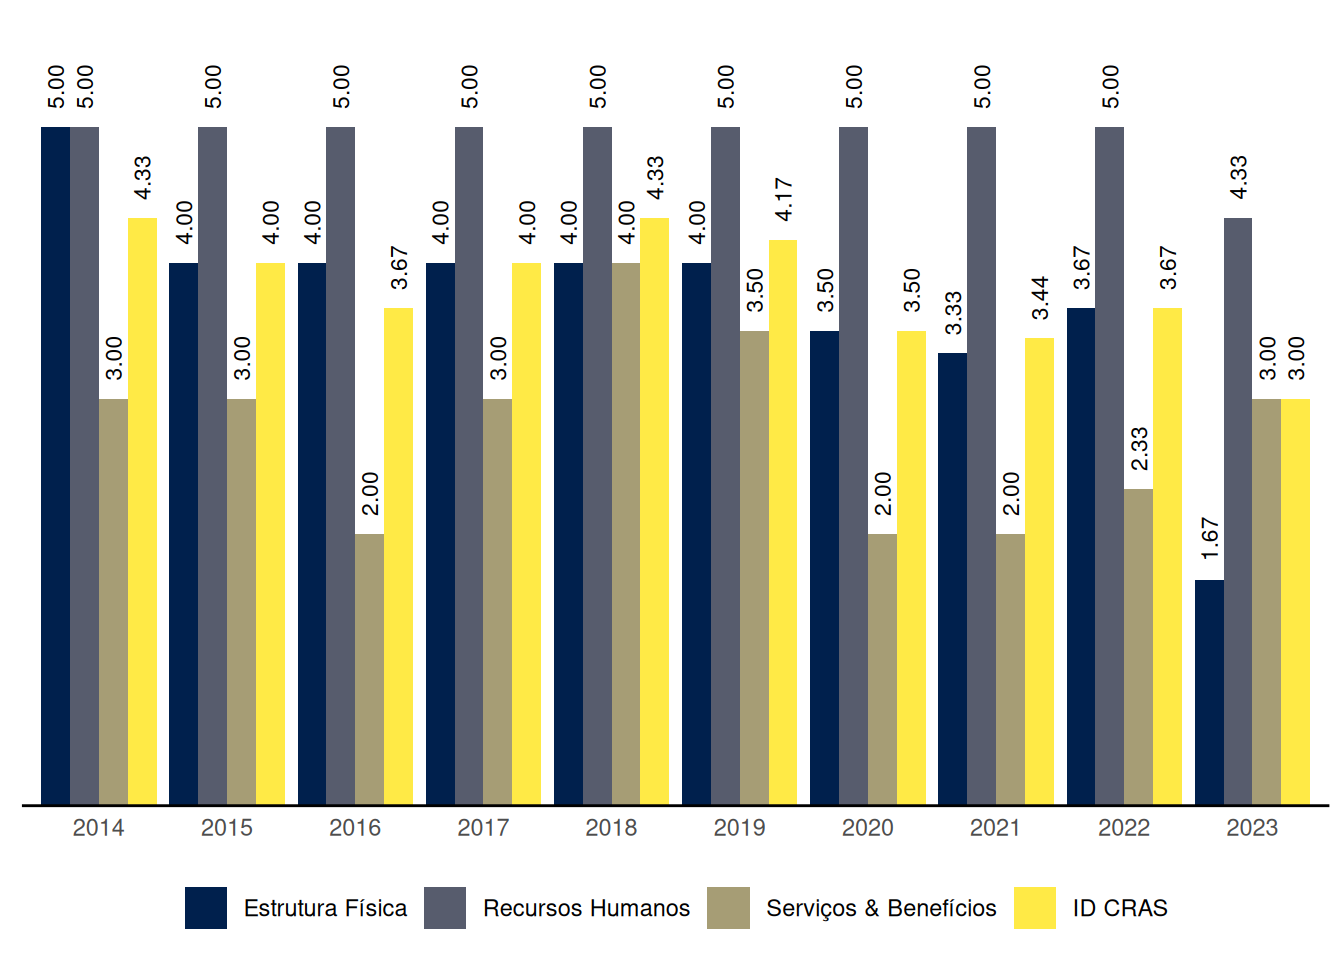 5.00 5.00 3.00 4.33
4.00 5.00 3.00 4.00
4.00 5.00 2.00 3.67
4.00 5.00 3.00 4.00
4.00 5.00 4.00 4.33
4.00 5.00 3.50 4.17
3.50 5.00 2.00 3.50
3.33 5.00 2.00 3.44
3.67 5.00 2.33 3.67
1.67 4.33 3.00 3.00
2014 2015 2016 2017 2018 2019 2020 2021 2022 2023
Estrutura Física Recursos Humanos Serviços & Benefícios ID CRAS